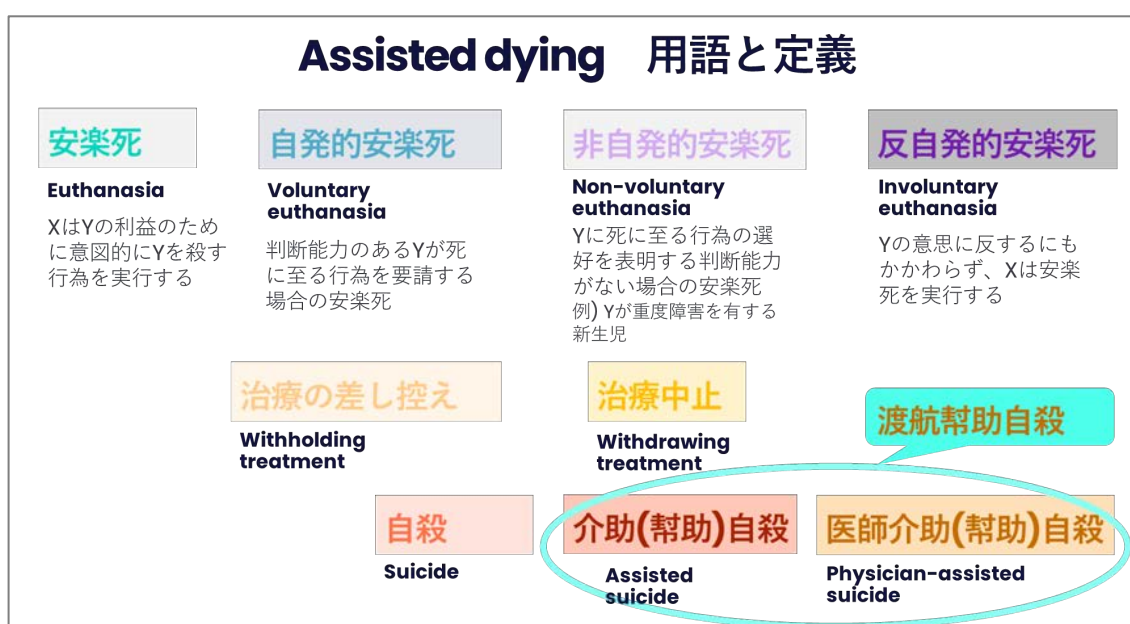 Assisted dying 用語と定義
安楽死
Euthanasia
XはYの利益のため
に意図的にYを殺す
行為を実行する
自発的安楽死
Voluntary
euthanasia
判断能力のあるYが死
に至る行為を要請する
場合の安楽死
非自発的安楽死
Non-voluntary
euthanasia
Yに死に至る行為の選
好を表明する判断能力
がない場合の安楽死
例) Yが重度障害を有する
新生児
反自発的安楽死
Involuntary
euthanasia
Yの意思に反するにも
かかわらず、Xは安楽
死を実行する
治療の差し控え
Withholding
treatment
治療中止
Withdrawing
treatment
渡航幇助自殺
自殺
Suicide
介助(幇助)自殺
Assisted
suicide
医師介助(幇助)自殺
Physician-assisted
suicide